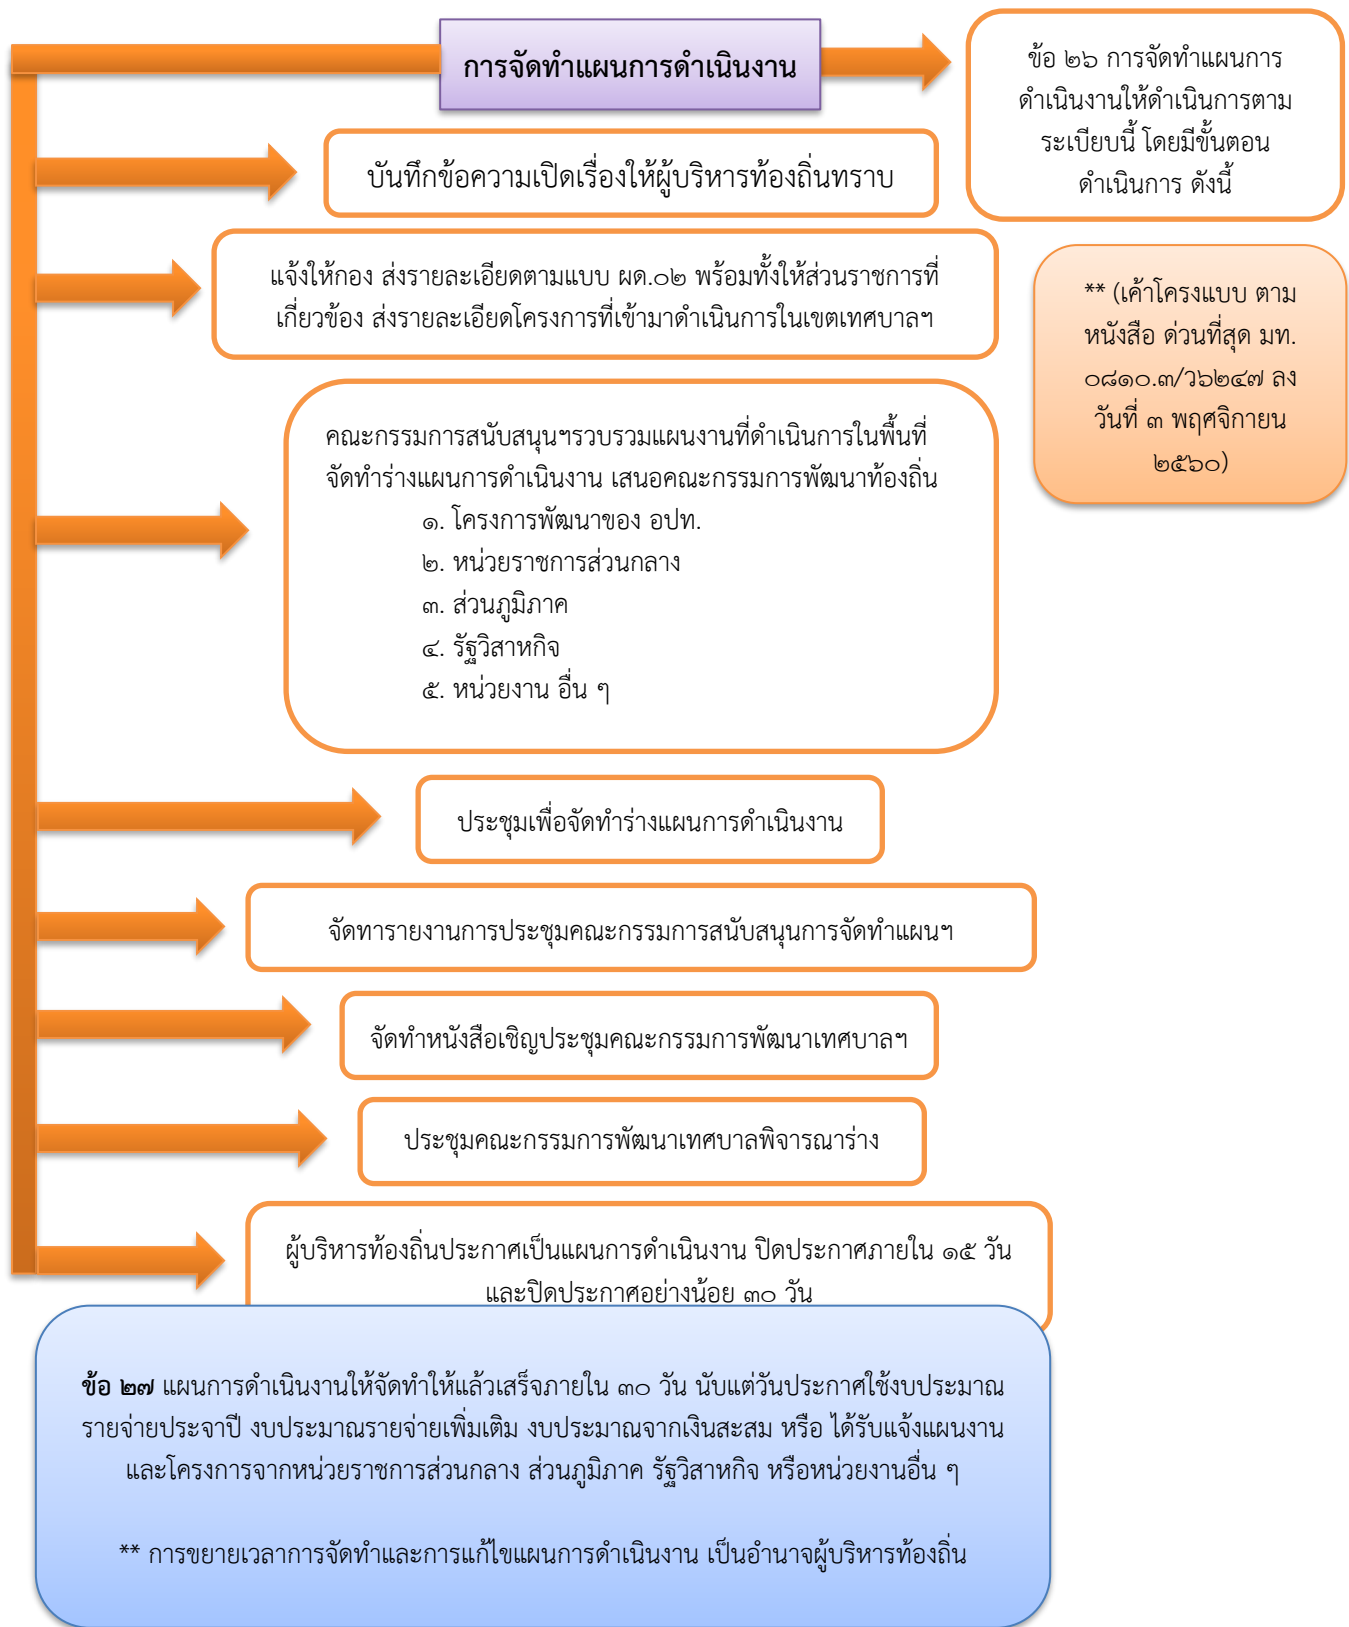 การจัดทำแผนการดำเนินงาน
ข้อ ๒๖ การจัดทำแผนการ
ดำเนินงานให้ดำเนินการตาม
ระเบียบนี้ โดยมีขั้นตอน
ดำเนินการ ดังนี้
บันทึกข้อความเปิดเรื่องให้ผู้บริหารท้องถิ่นทราบ
แจ้งให้กอง ส่งรายละเอียดตามแบบ ผด.๐๒ พร้อมทั้งให้ส่วนราชการที่
เกี่ยวข้อง ส่งรายละเอียดโครงการที่เข้ามาดำเนินการในเขตเทศบาลฯ
** (เค้าโครงแบบ ตาม
หนังสือ ด่วนที่สุด มท.
๐๘๑๐.๓/ว๖๒๔๗ ลง
วันที่ ๓ พฤศจิกายน
๒๕๖๐)
คณะกรรมการสนับสนุนฯรวบรวมแผนงานที่ดำเนินการในพื้นที่
จัดทำร่างแผนการดำเนินงาน เสนอคณะกรรมการพัฒนาท้องถิ่น
๑. โครงการพัฒนาของ อปท.
๒. หน่วยราชการส่วนกลาง
๓. ส่วนภูมิภาค
๔. รัฐวิสาหกิจ
๕. หน่วยงาน อื่น ๆ
ประชุมเพื่อจัดทำร่างแผนการดำเนินงาน
จัดทารายงานการประชุมคณะกรรมการสนับสนุนการจัดทำแผนฯ
จัดทำหนังสือเชิญประชุมคณะกรรมการพัฒนาเทศบาลฯ
ประชุมคณะกรรมการพัฒนาเทศบาลพิจารณาร่าง
ผู้บริหารท้องถิ่นประกาศเป็นแผนการดำเนินงาน ปิดประกาศภายใน ๑๕ วัน
และปิดประกาศอย่างน้อย ๓๐ วัน
ข้อ ๒๗ แผนการดำเนินงานให้จัดทำให้แล้วเสร็จภายใน ๓๐ วัน นับแต่วันประกาศใช้งบประมาณ
รายจ่ายประจาปี งบประมาณรายจ่ายเพิ่มเติม งบประมาณจากเงินสะสม หรือ ได้รับแจ้งแผนงาน
และโครงการจากหน่วยราชการส่วนกลาง ส่วนภูมิภาค รัฐวิสาหกิจ หรือหน่วยงานอื่น ๆ
** การขยายเวลาการจัดทำและการแก้ไขแผนการดำเนินงาน เป็นอำนาจผู้บริหารท้องถิ่น